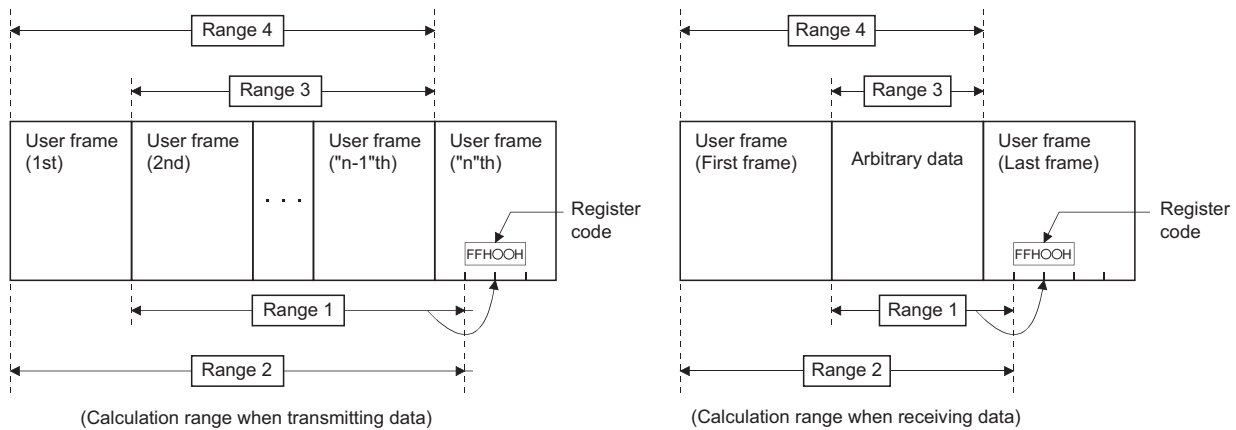 Range 4
Range 3
User frame
(1st)
User frame
(2nd)
. . .
User frame
("n-1"th)
User frame
("n"th)
Register
code
FFH○○H
Range 1
Range 2
(Calculation range when transmitting data)
Range 4
Range 3
User frame
(First frame)
Arbitrary data
User frame
(Last frame)
Register
code
FFH○○H
Range 1
Range 2
(Calculation range when receiving data)